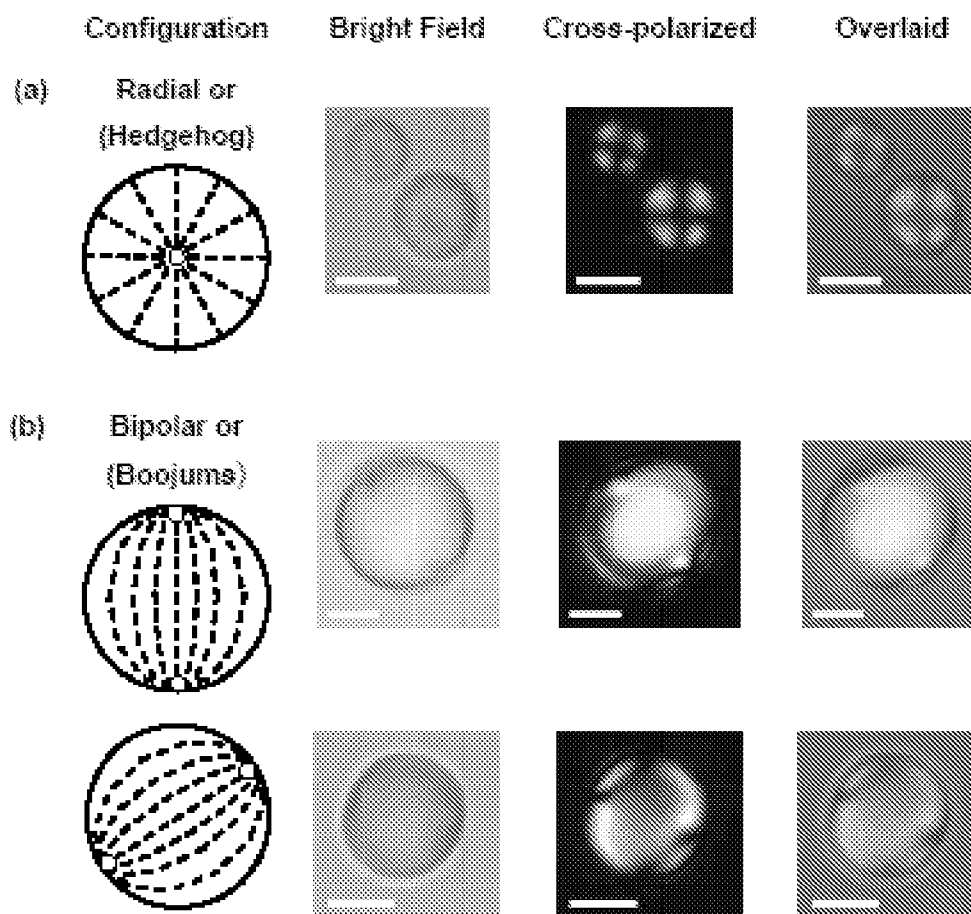 Configuration Bright Field Cross-polarized Overlaid
(a) Radial or
(Hedgehog)
(b) Bipolar or
(Boojums)